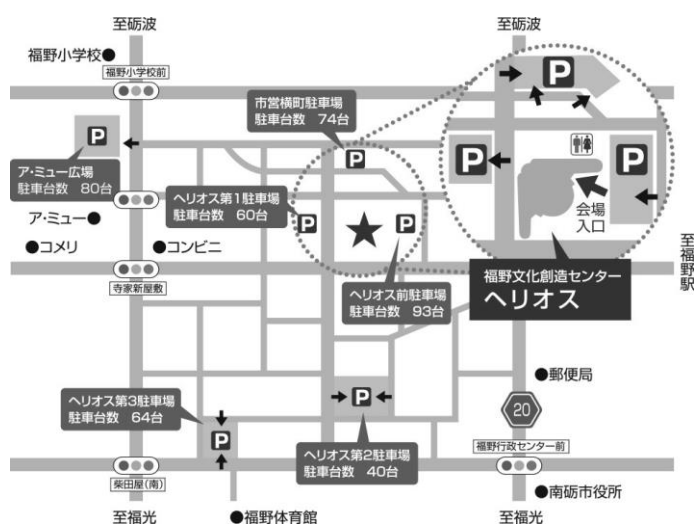 至砺波
至砺波
福野小学校●
福野小学校前
P
市営横町駐車場
駐車台数 74台
P
P
ア・ミュー広場
駐車台数 80台
P
P
P
会場
入口
ヘリオス第1駐車場
駐車台数 60台
P
P
★
ア・ミュー●
●コメリ
●コンビニ
至福野駅
福野文化創造センター
ヘリオス
寺家新屋敷
ヘリオス前駐車場
駐車台数 93台
●郵便局
ヘリオス第3駐車場
駐車台数 64台
P
20
P
福野行政センター前
ヘリオス第2駐車場
駐車台数 40台
柴田屋(南)
●南砺市役所
至福光
●福野体育館
至福光